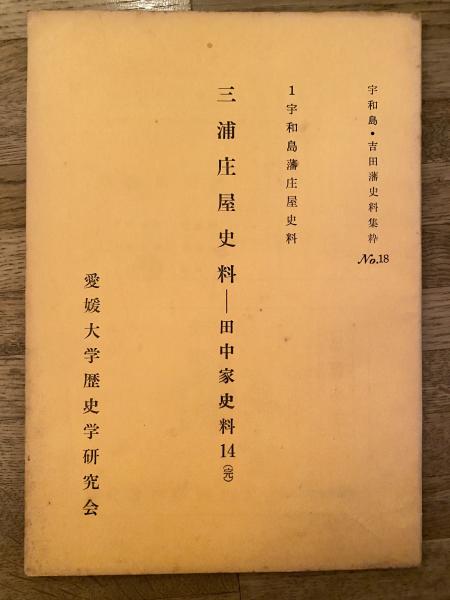 宇和島・吉田藩史料集粋 No.18
1 宇和島藩庄屋史料
三浦庄屋史料―田中家史料14(完)
愛媛大学歴史学研究会